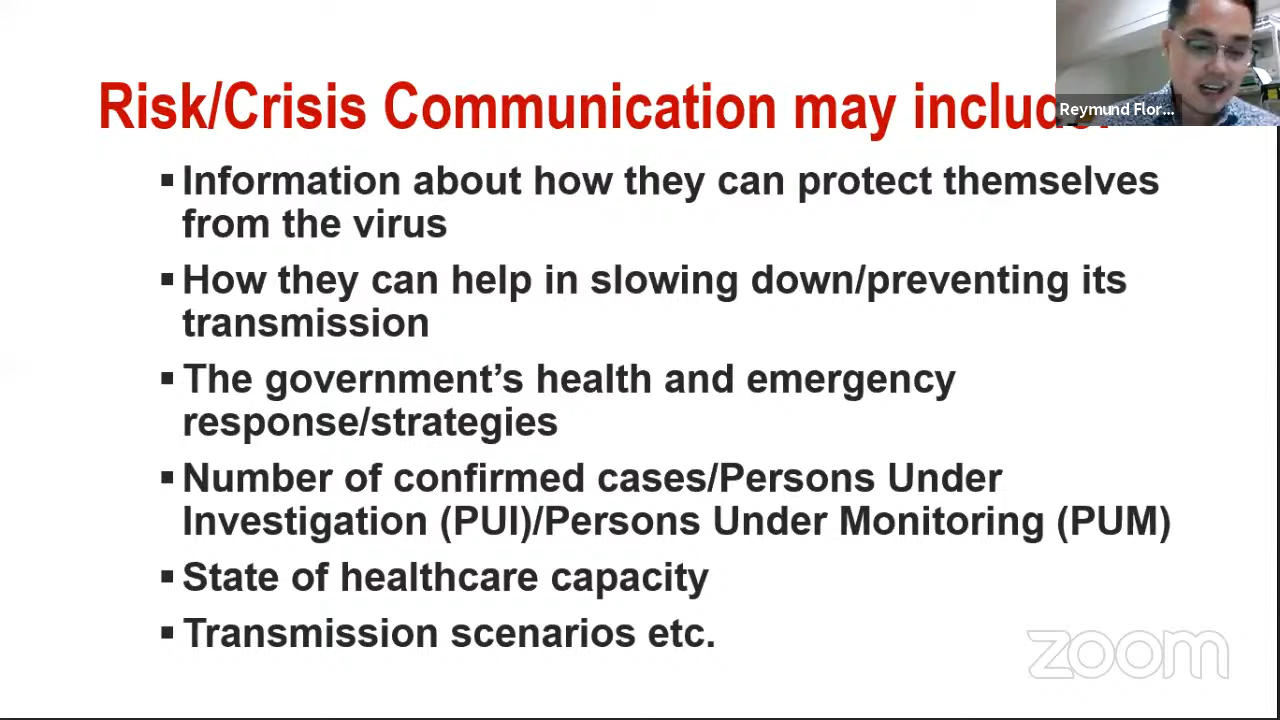 Risk/Crisis Communication may include:
Reymund Flor...
▪Information about how they can protect themselves
from the virus
▪How they can help in slowing down/preventing its
transmission
▪The government’s health and emergency
response/strategies
▪Number of confirmed cases/Persons Under
Investigation (PUI)/Persons Under Monitoring (PUM)
▪State of healthcare capacity
▪Transmission scenarios etc.
zoom